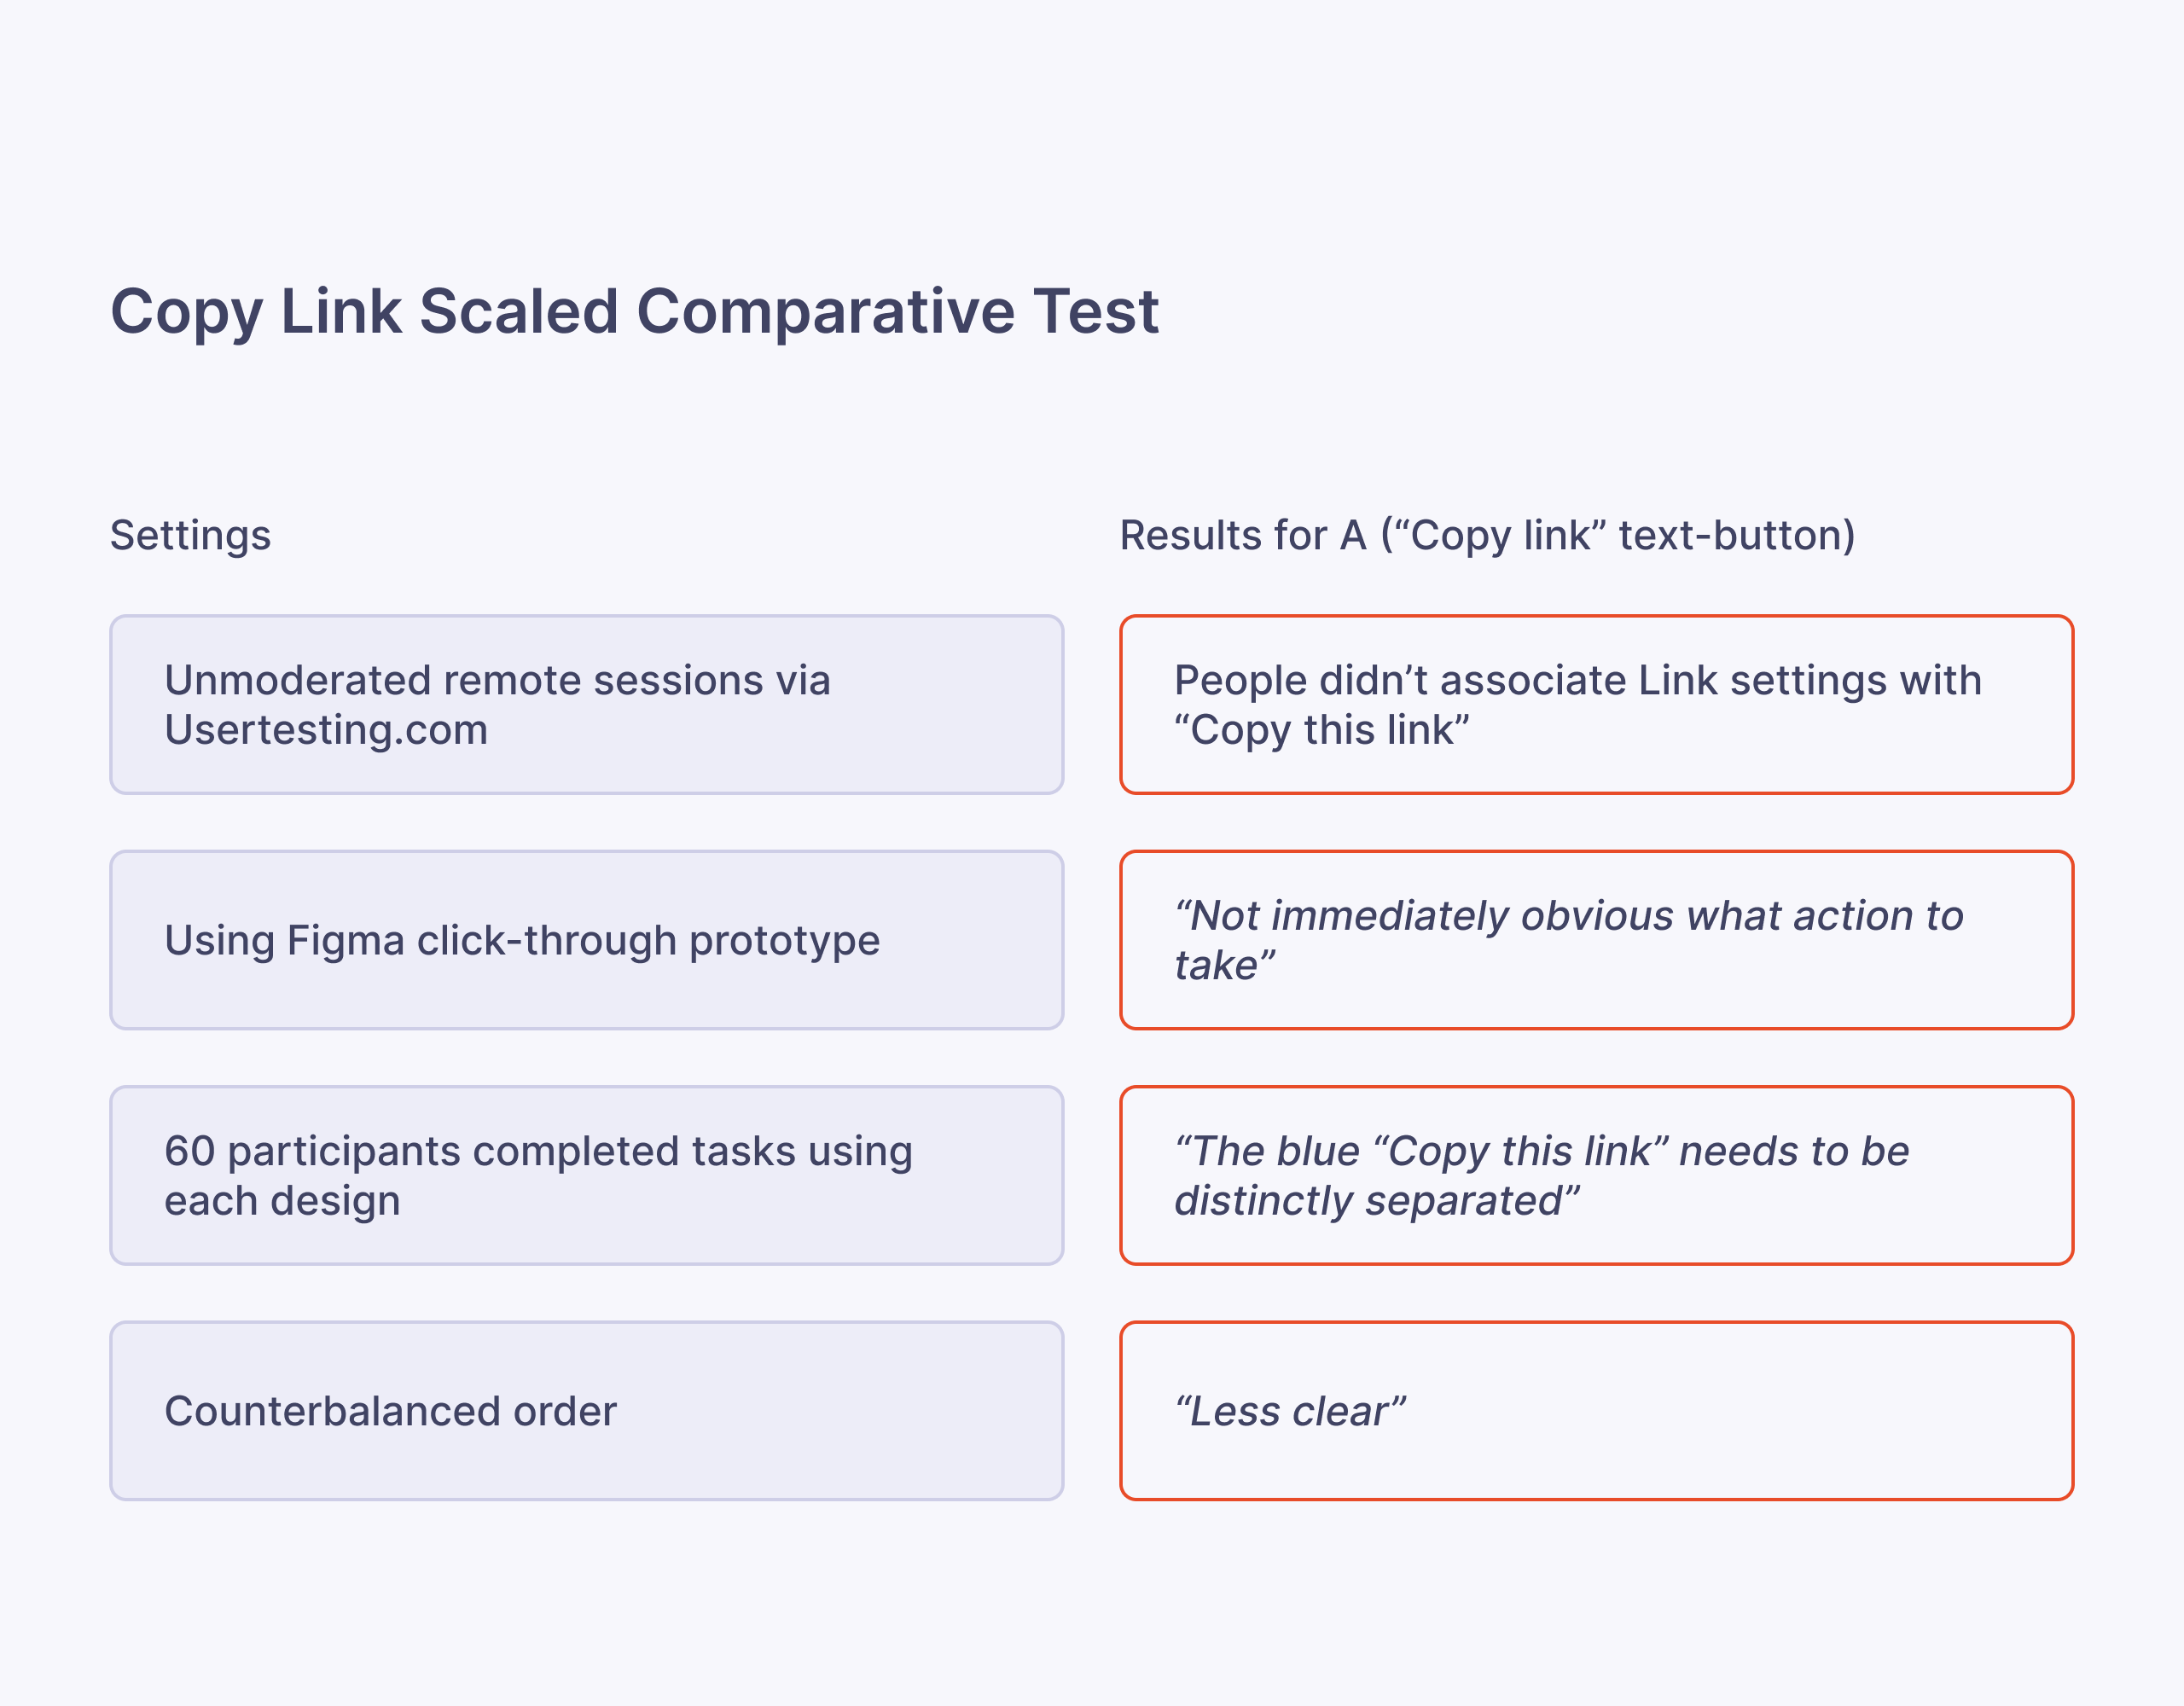 Copy Link Scaled Comparative Test
Settings
Unmoderated remote sessions via
Usertesting.com
Using Figma click-through prototype
60 participants completed tasks using
each design
Counterbalanced order
Results for A (“Copy link” text-button)
People didn’t associate Link settings with
“Copy this link”
“Not immediately obvious what action to
take”
“The blue “Copy this link” needs to be
distinctly separated”
“Less clear”